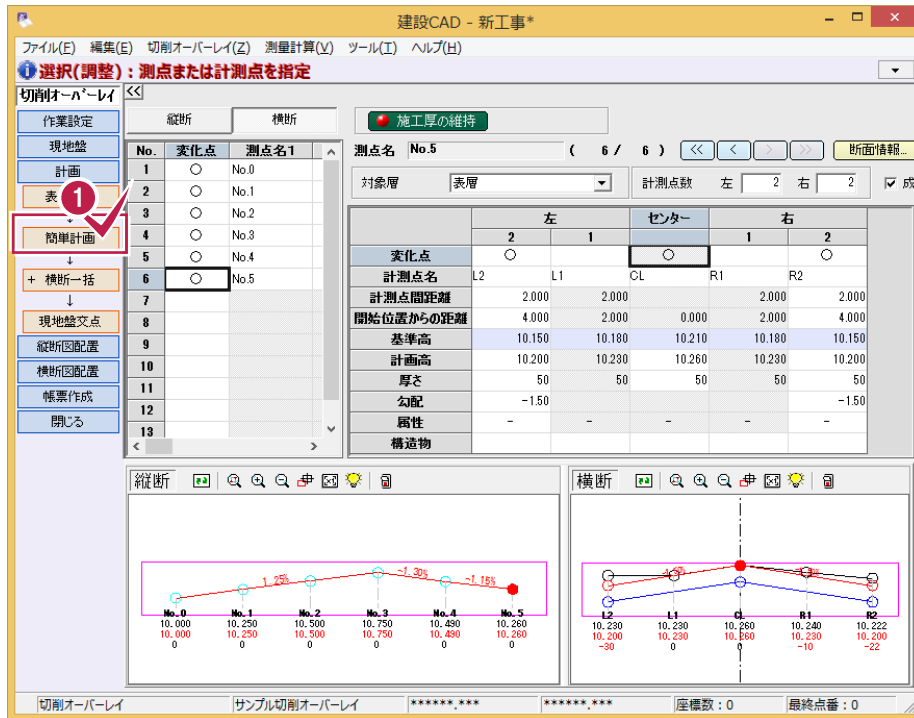 建設CAD - 新工事*
ファイル(F) 編集(E) 切削オーバーレイ(Z) 測量計算(V) ツール(T) ヘルプ(H)
選択(調整):測点または計測点を指定
切削オーバーレイ <<
作業設定
現地盤
計画
表
1
簡単計画
↓
+ 横断一括
↓
現地盤交点
縦断図配置
横断図配置
帳票作成
閉じる
縦断 横断
No. 変化点 測点名1
1 ○ No.0
2 ○ No.1
3 ○ No.2
4 ○ No.3
5 ○ No.4
6 ○ No.5
7
8
9
10
11
12
13
施工厚の維持
測点名 No.5 ( 6 / 6 ) << < > >> 断面情報...
対象層 表層 計測点数 左 2 右 2 成
左 センター 右
2 1 1 2
変化点 ○ ○ ○
計測点名 L2 L1 CL R1 R2
計測点間距離 2.000 2.000 2.000 2.000
開始位置からの距離 4.000 2.000 0.000 2.000 4.000
基準高 10.150 10.180 10.210 10.180 10.150
計画高 10.200 10.230 10.260 10.230 10.200
厚さ 50 50 50 50 50
勾配 -1.50 -1.50
属性 - - - - -
構造物
縦断
1.25% -1.30% -1.15%
No.0 No.1 No.2 No.3 No.4 No.5
10.000 10.250 10.500 10.750 10.490 10.260
10.000 10.250 10.500 10.750 10.490 10.260
0 0 0 0 0 0
横断
L2 L1 CL R1 R2
10.230 10.230 10.260 10.240 10.222
10.200 10.230 10.260 10.230 10.200
-30 0 0 -10 -22
切削オーバーレイ サンプル切削オーバーレイ ******.*** ******.*** 座標数:0 最終点番:0